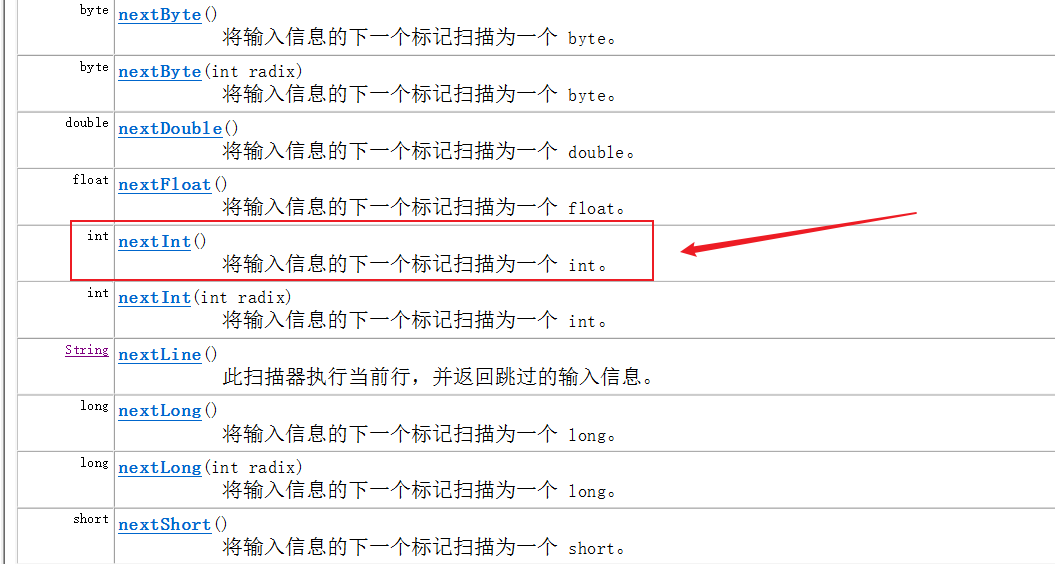 byte nextByte()
将输入信息的下一个标记扫描为一个 byte。
byte nextByte(int radix)
将输入信息的下一个标记扫描为一个 byte。
double nextDouble()
将输入信息的下一个标记扫描为一个 double。
float nextFloat()
将输入信息的下一个标记扫描为一个 float。
int nextInt()
将输入信息的下一个标记扫描为一个 int。
int nextInt(int radix)
将输入信息的下一个标记扫描为一个 int。
String nextLine()
此扫描器执行当前行，并返回跳过的输入信息。
long nextLong()
将输入信息的下一个标记扫描为一个 long。
long nextLong(int radix)
将输入信息的下一个标记扫描为一个 long。
short nextShort()
将输入信息的下一个标记扫描为一个 short。